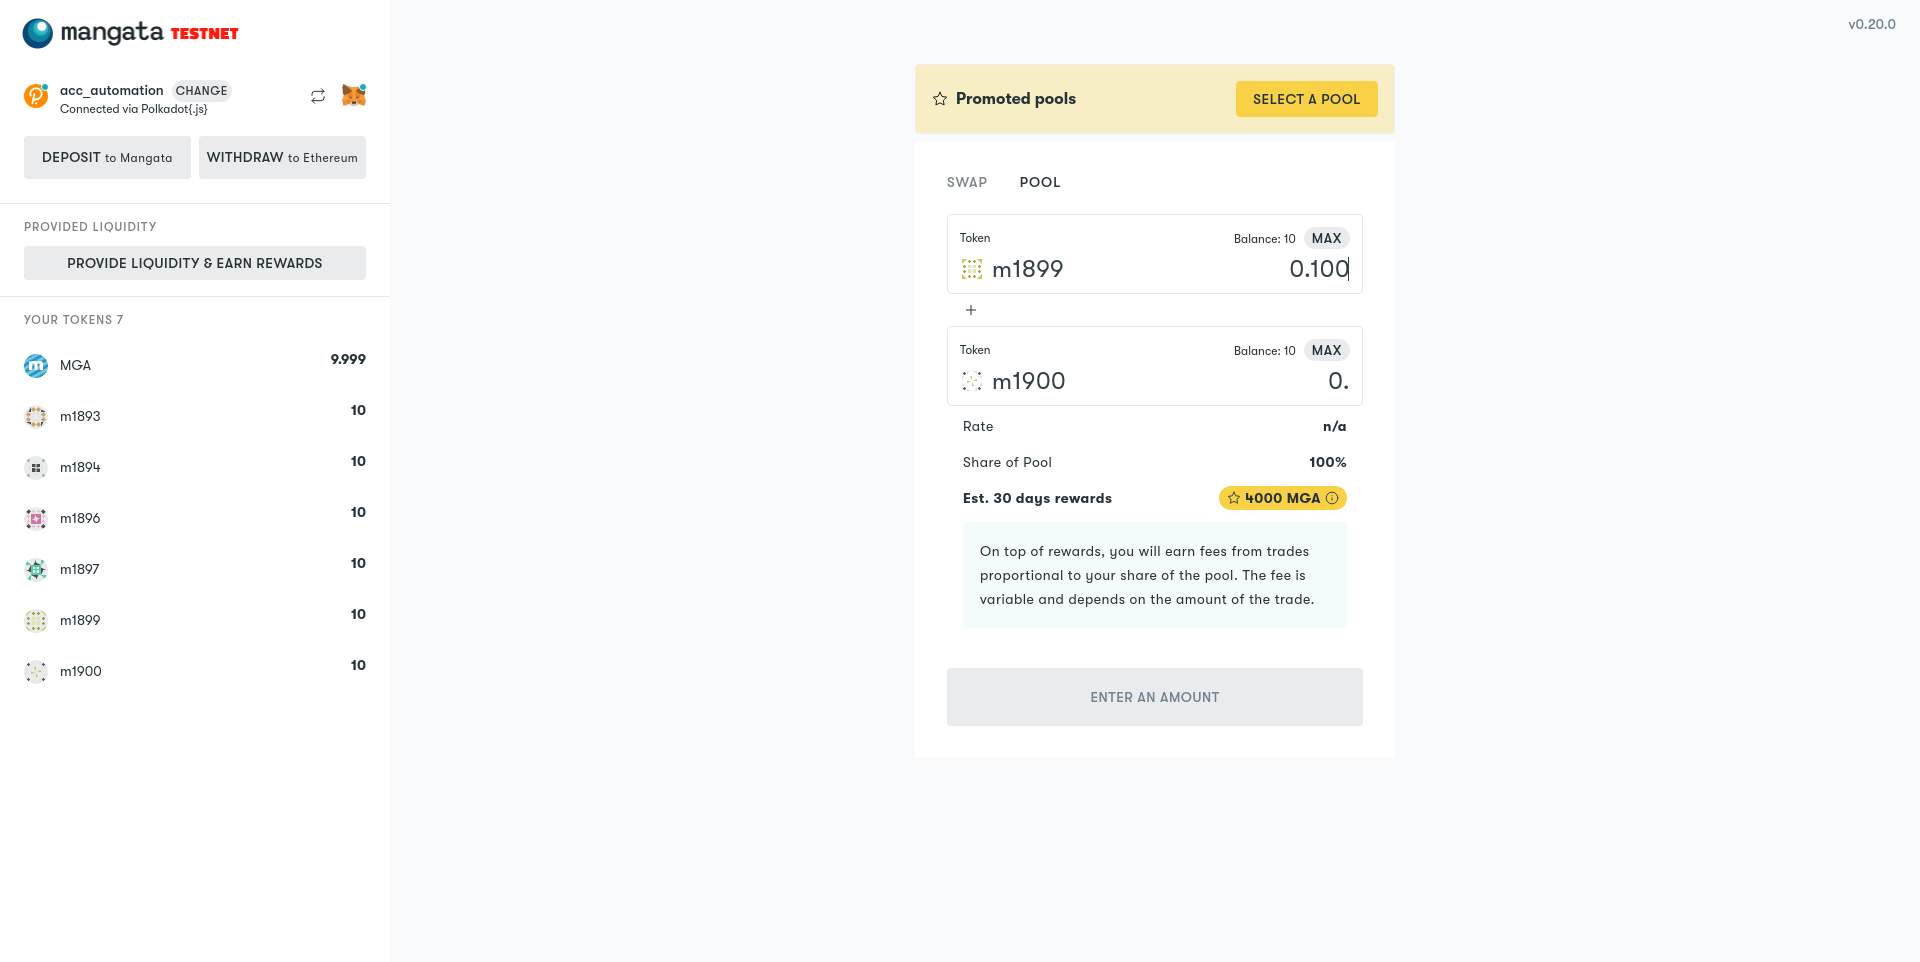 mangata TESTNET
v0.20.0
acc_automation CHANGE
Connected via Polkadot{.js}
DEPOSIT to Mangata
WITHDRAW to Ethereum
PROVIDED LIQUIDITY
PROVIDE LIQUIDITY & EARN REWARDS
YOUR TOKENS 7
MGA 9.999
m1893 10
m1894 10
m1896 10
m1897 10
m1899 10
m1900 10
Promoted pools
SELECT A POOL
SWAP POOL
Token Balance: 10 MAX
m1899 0.100
+
Token Balance: 10 MAX
m1900 0.
Rate n/a
Share of Pool 100%
Est. 30 days rewards 4000 MGA
On top of rewards, you will earn fees from trades
proportional to your share of the pool. The fee is
variable and depends on the amount of the trade.
ENTER AN AMOUNT